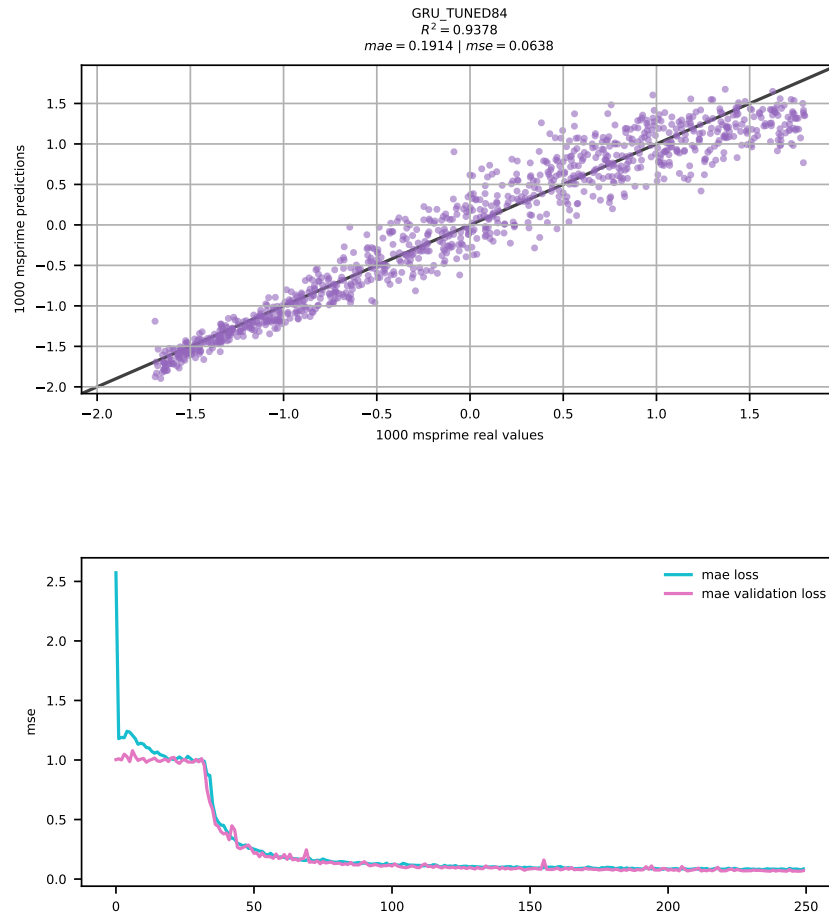 GRU_TUNED84
R² = 0.9378
mae = 0.1914 | mse = 0.0638
1000 msprime predictions
1.5
1.0
0.5
0.0
−0.5
−1.0
−1.5
−2.0
−2.0 −1.5 −1.0 −0.5 0.0 0.5 1.0 1.5
1000 msprime real values
mse
2.5
2.0
1.5
1.0
0.5
0.0
mae loss
mae validation loss
0 50 100 150 200 250